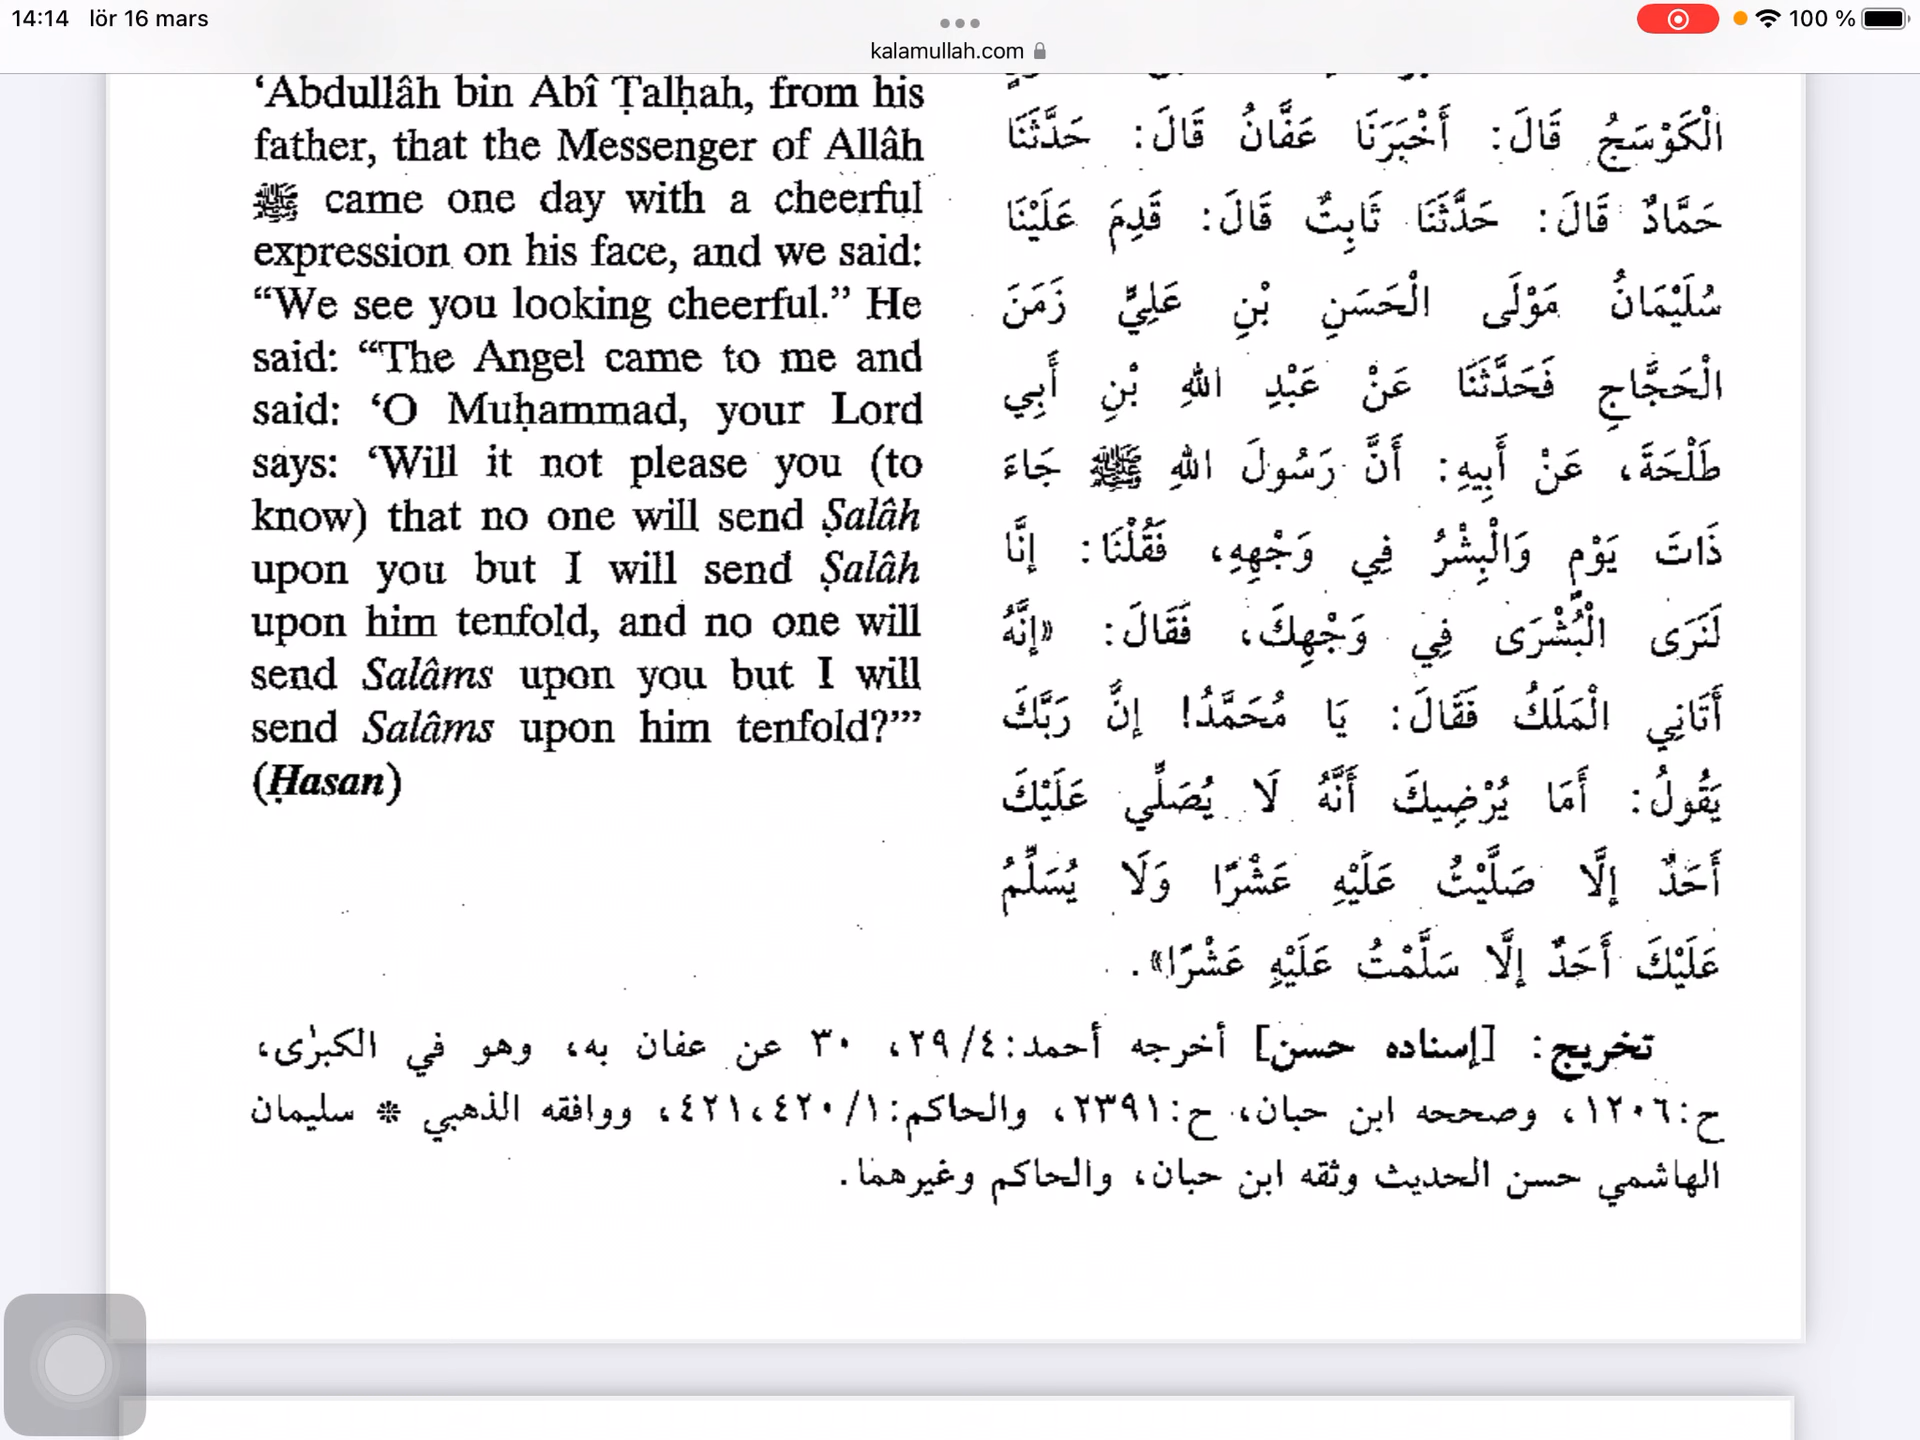 14:14 lör 16 mars
100 %
kalamullah.com
‘Abdullâh bin Abî Ṭalḥah, from his
father, that the Messenger of Allâh
ﷺ came one day with a cheerful
expression on his face, and we said:
“We see you looking cheerful.” He
said: “The Angel came to me and
said: ‘O Muḥammad, your Lord
says: ‘Will it not please you (to
know) that no one will send Ṣalâh
upon you but I will send Ṣalâh
upon him tenfold, and no one will
send Salâms upon you but I will
send Salâms upon him tenfold?’”’
(Ḥasan)
الْكَوْسَجُ قَالَ: أَخْبَرَنَا عَفَّانُ قَالَ: حَدَّثَنَا
حَمَّادٌ قَالَ: حَدَّثَنَا ثَابِتٌ قَالَ: قَدِمَ عَلَيْنَا
سُلَيْمَانُ مَوْلَى الْحَسَنِ بْنِ عَلِيٍّ زَمَنَ
الْحَجَّاجِ فَحَدَّثَنَا عَنْ عَبْدِ اللهِ بْنِ أَبِي
طَلْحَةَ، عَنْ أَبِيهِ: أَنَّ رَسُولَ اللهِ ﷺ جَاءَ
ذَاتَ يَوْمٍ وَالْبِشْرُ فِي وَجْهِهِ، فَقُلْنَا: إِنَّا
لَنَرَى الْبُشْرَى فِي وَجْهِكَ، فَقَالَ: «إِنَّهُ
أَتَانِي الْمَلَكُ فَقَالَ: يَا مُحَمَّدُ! إِنَّ رَبَّكَ
يَقُولُ: أَمَا يُرْضِيكَ أَنَّهُ لَا يُصَلِّي عَلَيْكَ
أَحَدٌ إِلَّا صَلَّيْتُ عَلَيْهِ عَشْرًا وَلَا يُسَلِّمُ
عَلَيْكَ أَحَدٌ إِلَّا سَلَّمْتُ عَلَيْهِ عَشْرًا».
تخريج: [إسناده حسن] أخرجه أحمد:٤/ ٢٩، ٣٠ عن عفان به، وهو في الكبرٰى،
ح:١٢٠٦، وصححه ابن حبان، ح:٢٣٩١، والحاكم:١/ ٤٢٠،٤٢١، ووافقه الذهبي * سليمان
الهاشمي حسن الحديث وثقه ابن حبان، والحاكم وغيرهما.